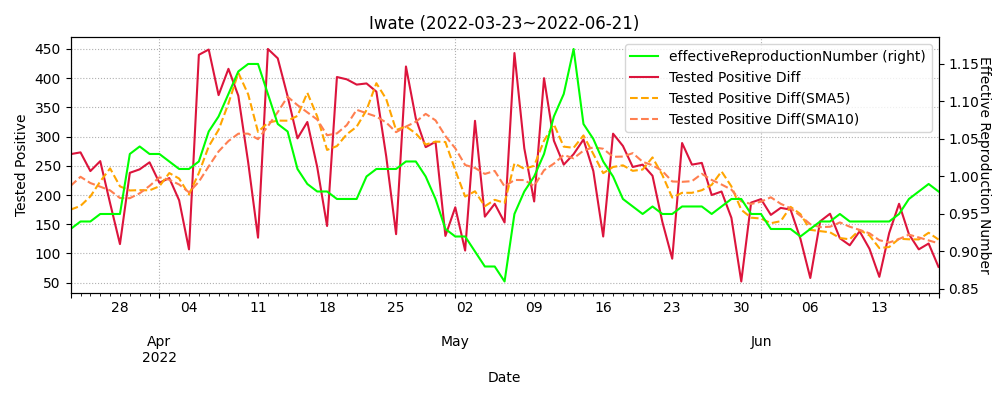 Iwate (2022-03-23~2022-06-21)
effectiveReproductionNumber (right)
Tested Positive Diff
Tested Positive Diff(SMA5)
Tested Positive Diff(SMA10)
Tested Positive
450
400
350
300
250
200
150
100
50
Effective Reproduction Number
1.15
1.10
1.05
1.00
0.95
0.90
0.85
28 04 11 18 25 02 09 16 23 30 06 13
Apr May Jun
2022
Date